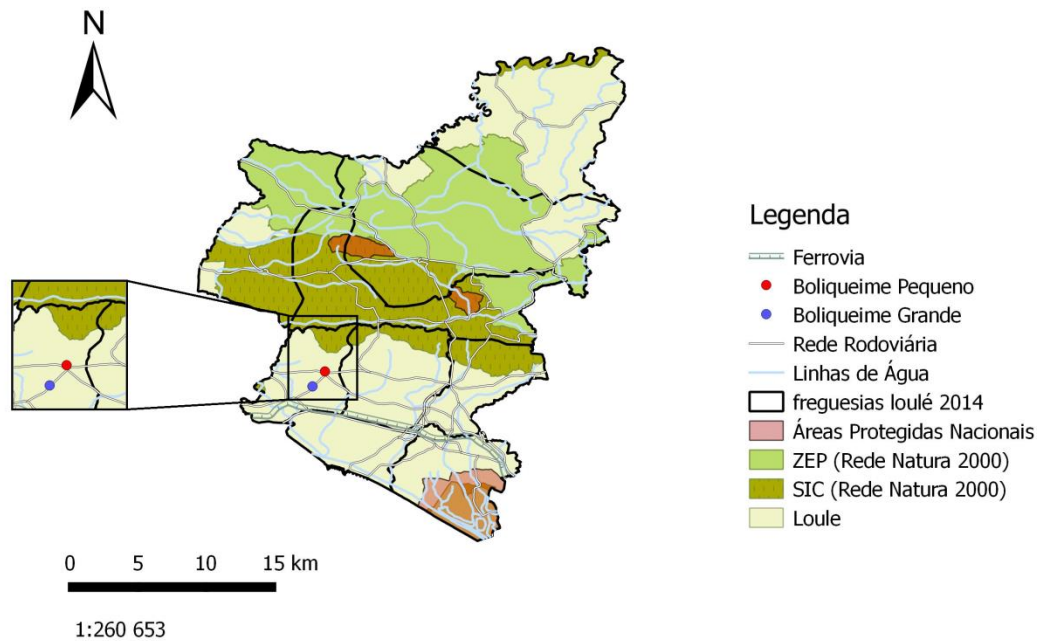 N
Legenda
Ferrovia
Boliqueime Pequeno
Boliqueime Grande
Rede Rodoviária
Linhas de Água
freguesias loulé 2014
Áreas Protegidas Nacionais
ZEP (Rede Natura 2000)
SIC (Rede Natura 2000)
Loule
0 5 10 15 km
1:260 653